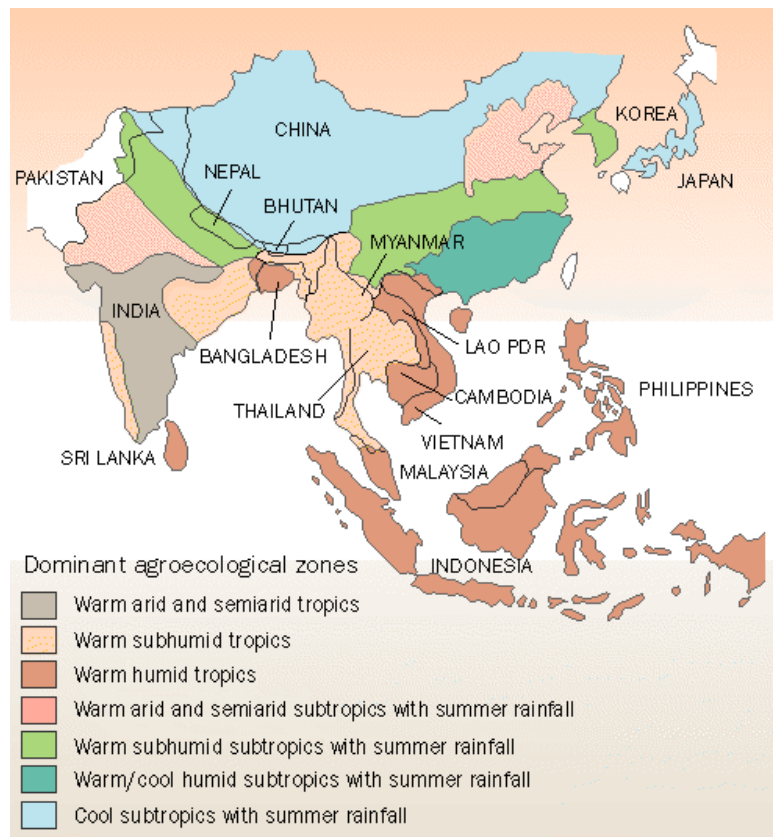 KOREA
CHINA
JAPAN
PAKISTAN
NEPAL
BHUTAN
MYANMAR
INDIA
BANGLADESH
LAO PDR
THAILAND
CAMBODIA
PHILIPPINES
VIETNAM
SRI LANKA
MALAYSIA
INDONESIA
Dominant agroecological zones
Warm arid and semiarid tropics
Warm subhumid tropics
Warm humid tropics
Warm arid and semiarid subtropics with summer rainfall
Warm subhumid subtropics with summer rainfall
Warm/cool humid subtropics with summer rainfall
Cool subtropics with summer rainfall